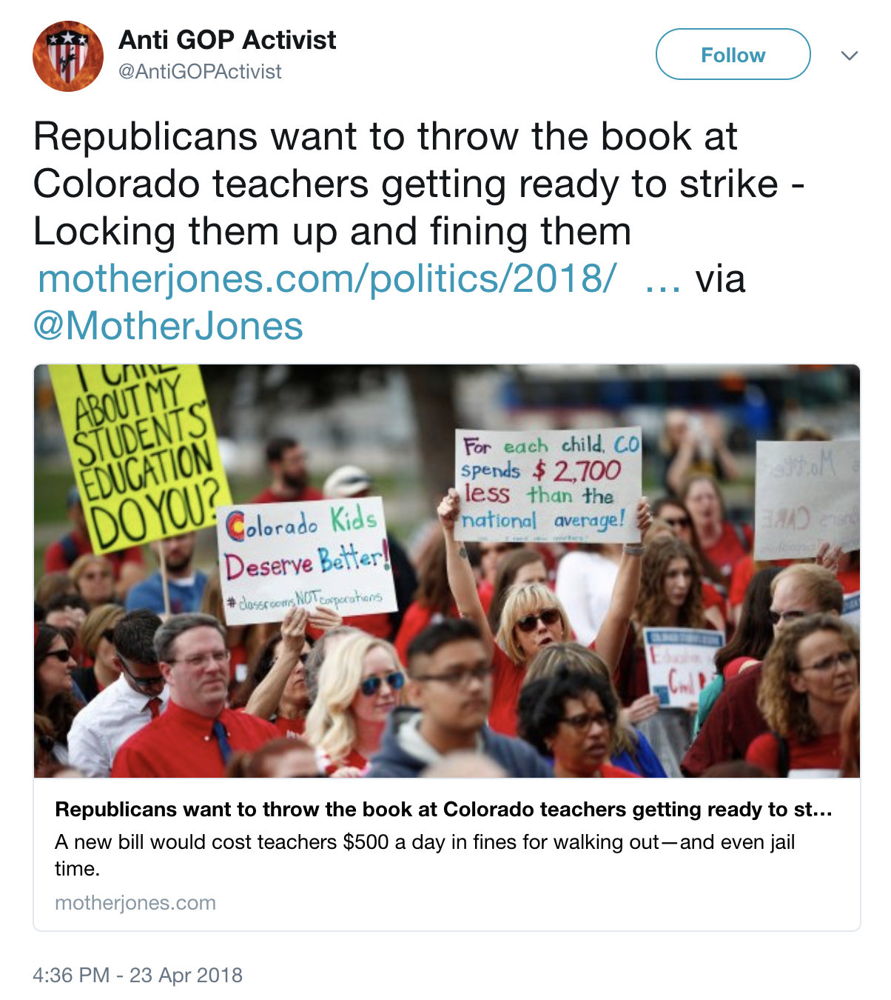 Anti GOP Activist
@AntiGOPActivist
Follow
Republicans want to throw the book at
Colorado teachers getting ready to strike -
Locking them up and fining them
motherjones.com/politics/2018/ … via
@MotherJones
I CARE
ABOUT MY
STUDENTS'
EDUCATION
DO YOU?
Colorado Kids
Deserve Better!
#classroomsNOTcorporations
For each child, CO
spends $2,700
less than the
national average!
Republicans want to throw the book at Colorado teachers getting ready to st...
A new bill would cost teachers $500 a day in fines for walking out—and even jail
time.
motherjones.com
4:36 PM - 23 Apr 2018